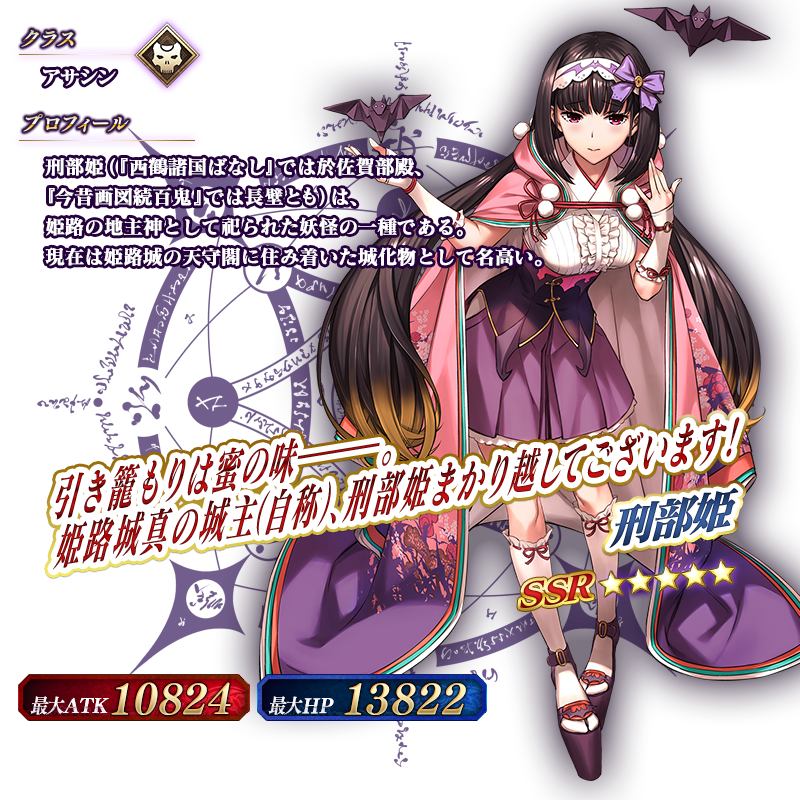 クラス
アサシン
プロフィール
刑部姫(『西鶴諸国ばなし』では於佐賀部殿、
『今昔画図続百鬼』では長壁とも)は、
姫路の地主神として祀られた妖怪の一種である。
現在は姫路城の天守閣に住み着いた城化物として名高い。
引き籠もりは蜜の味――。
姫路城真の城主(自称)、刑部姫まかり越してございます!
刑部姫
SSR ★★★★★
最大ATK 10824
最大HP 13822